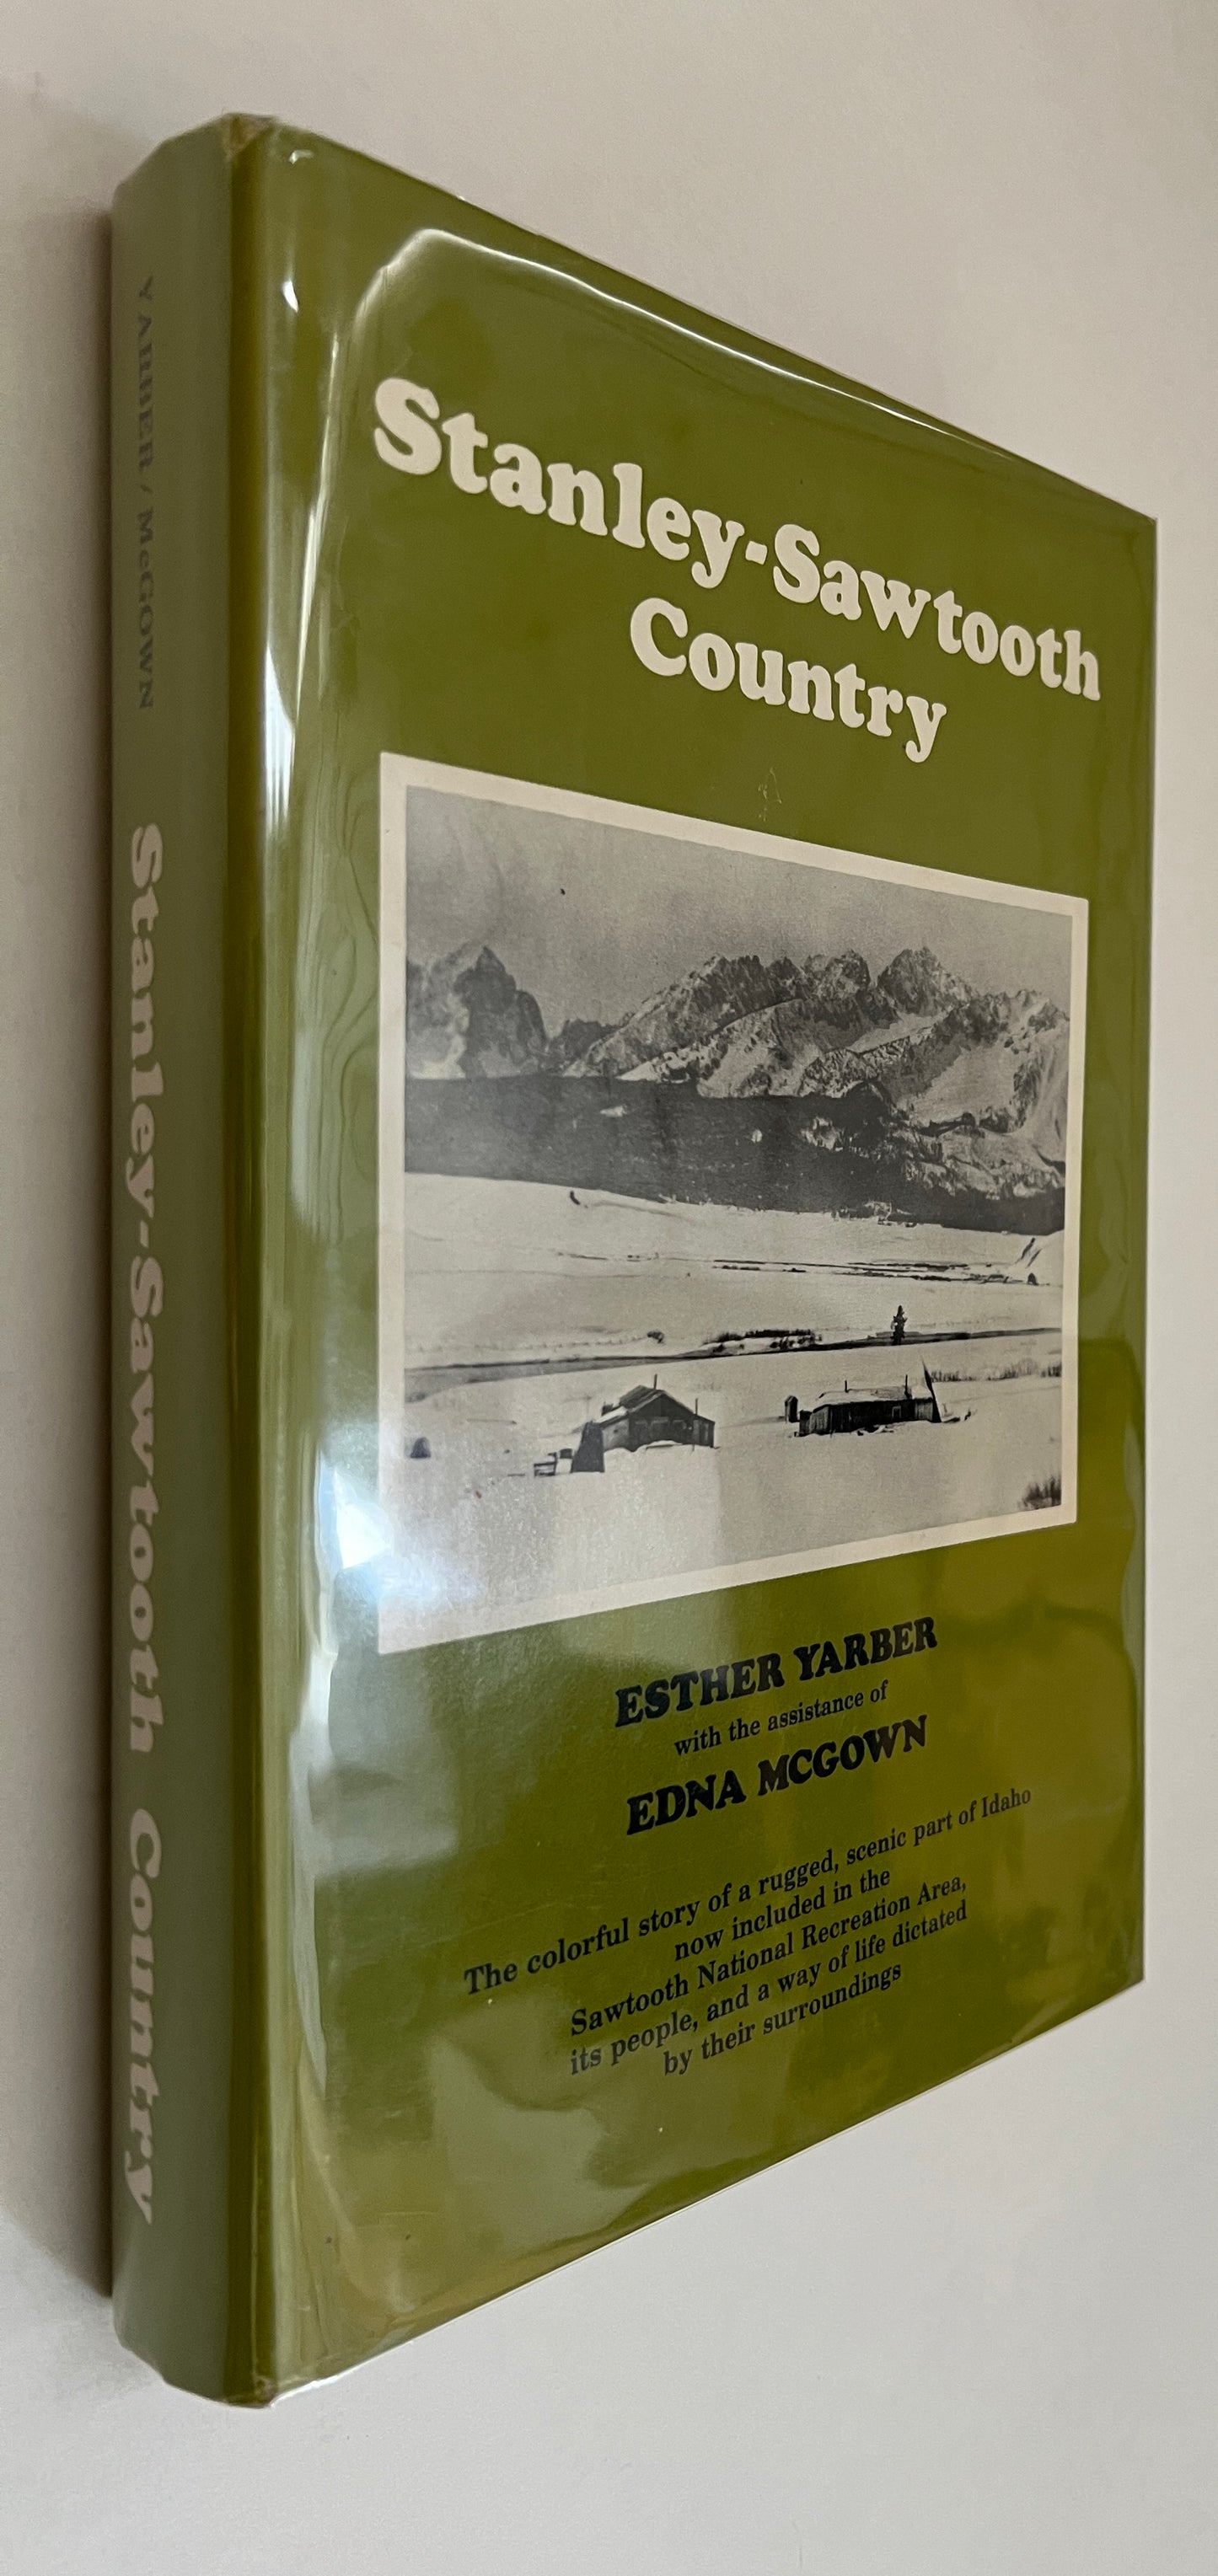 YARBER / McGOWN Stanley-Sawtooth Country
Stanley-Sawtooth
Country
ESTHER YARBER
with the assistance of
EDNA MCGOWN
The colorful story of a rugged, scenic part of Idaho
now included in the
Sawtooth National Recreation Area,
its people, and a way of life dictated
by their surroundings